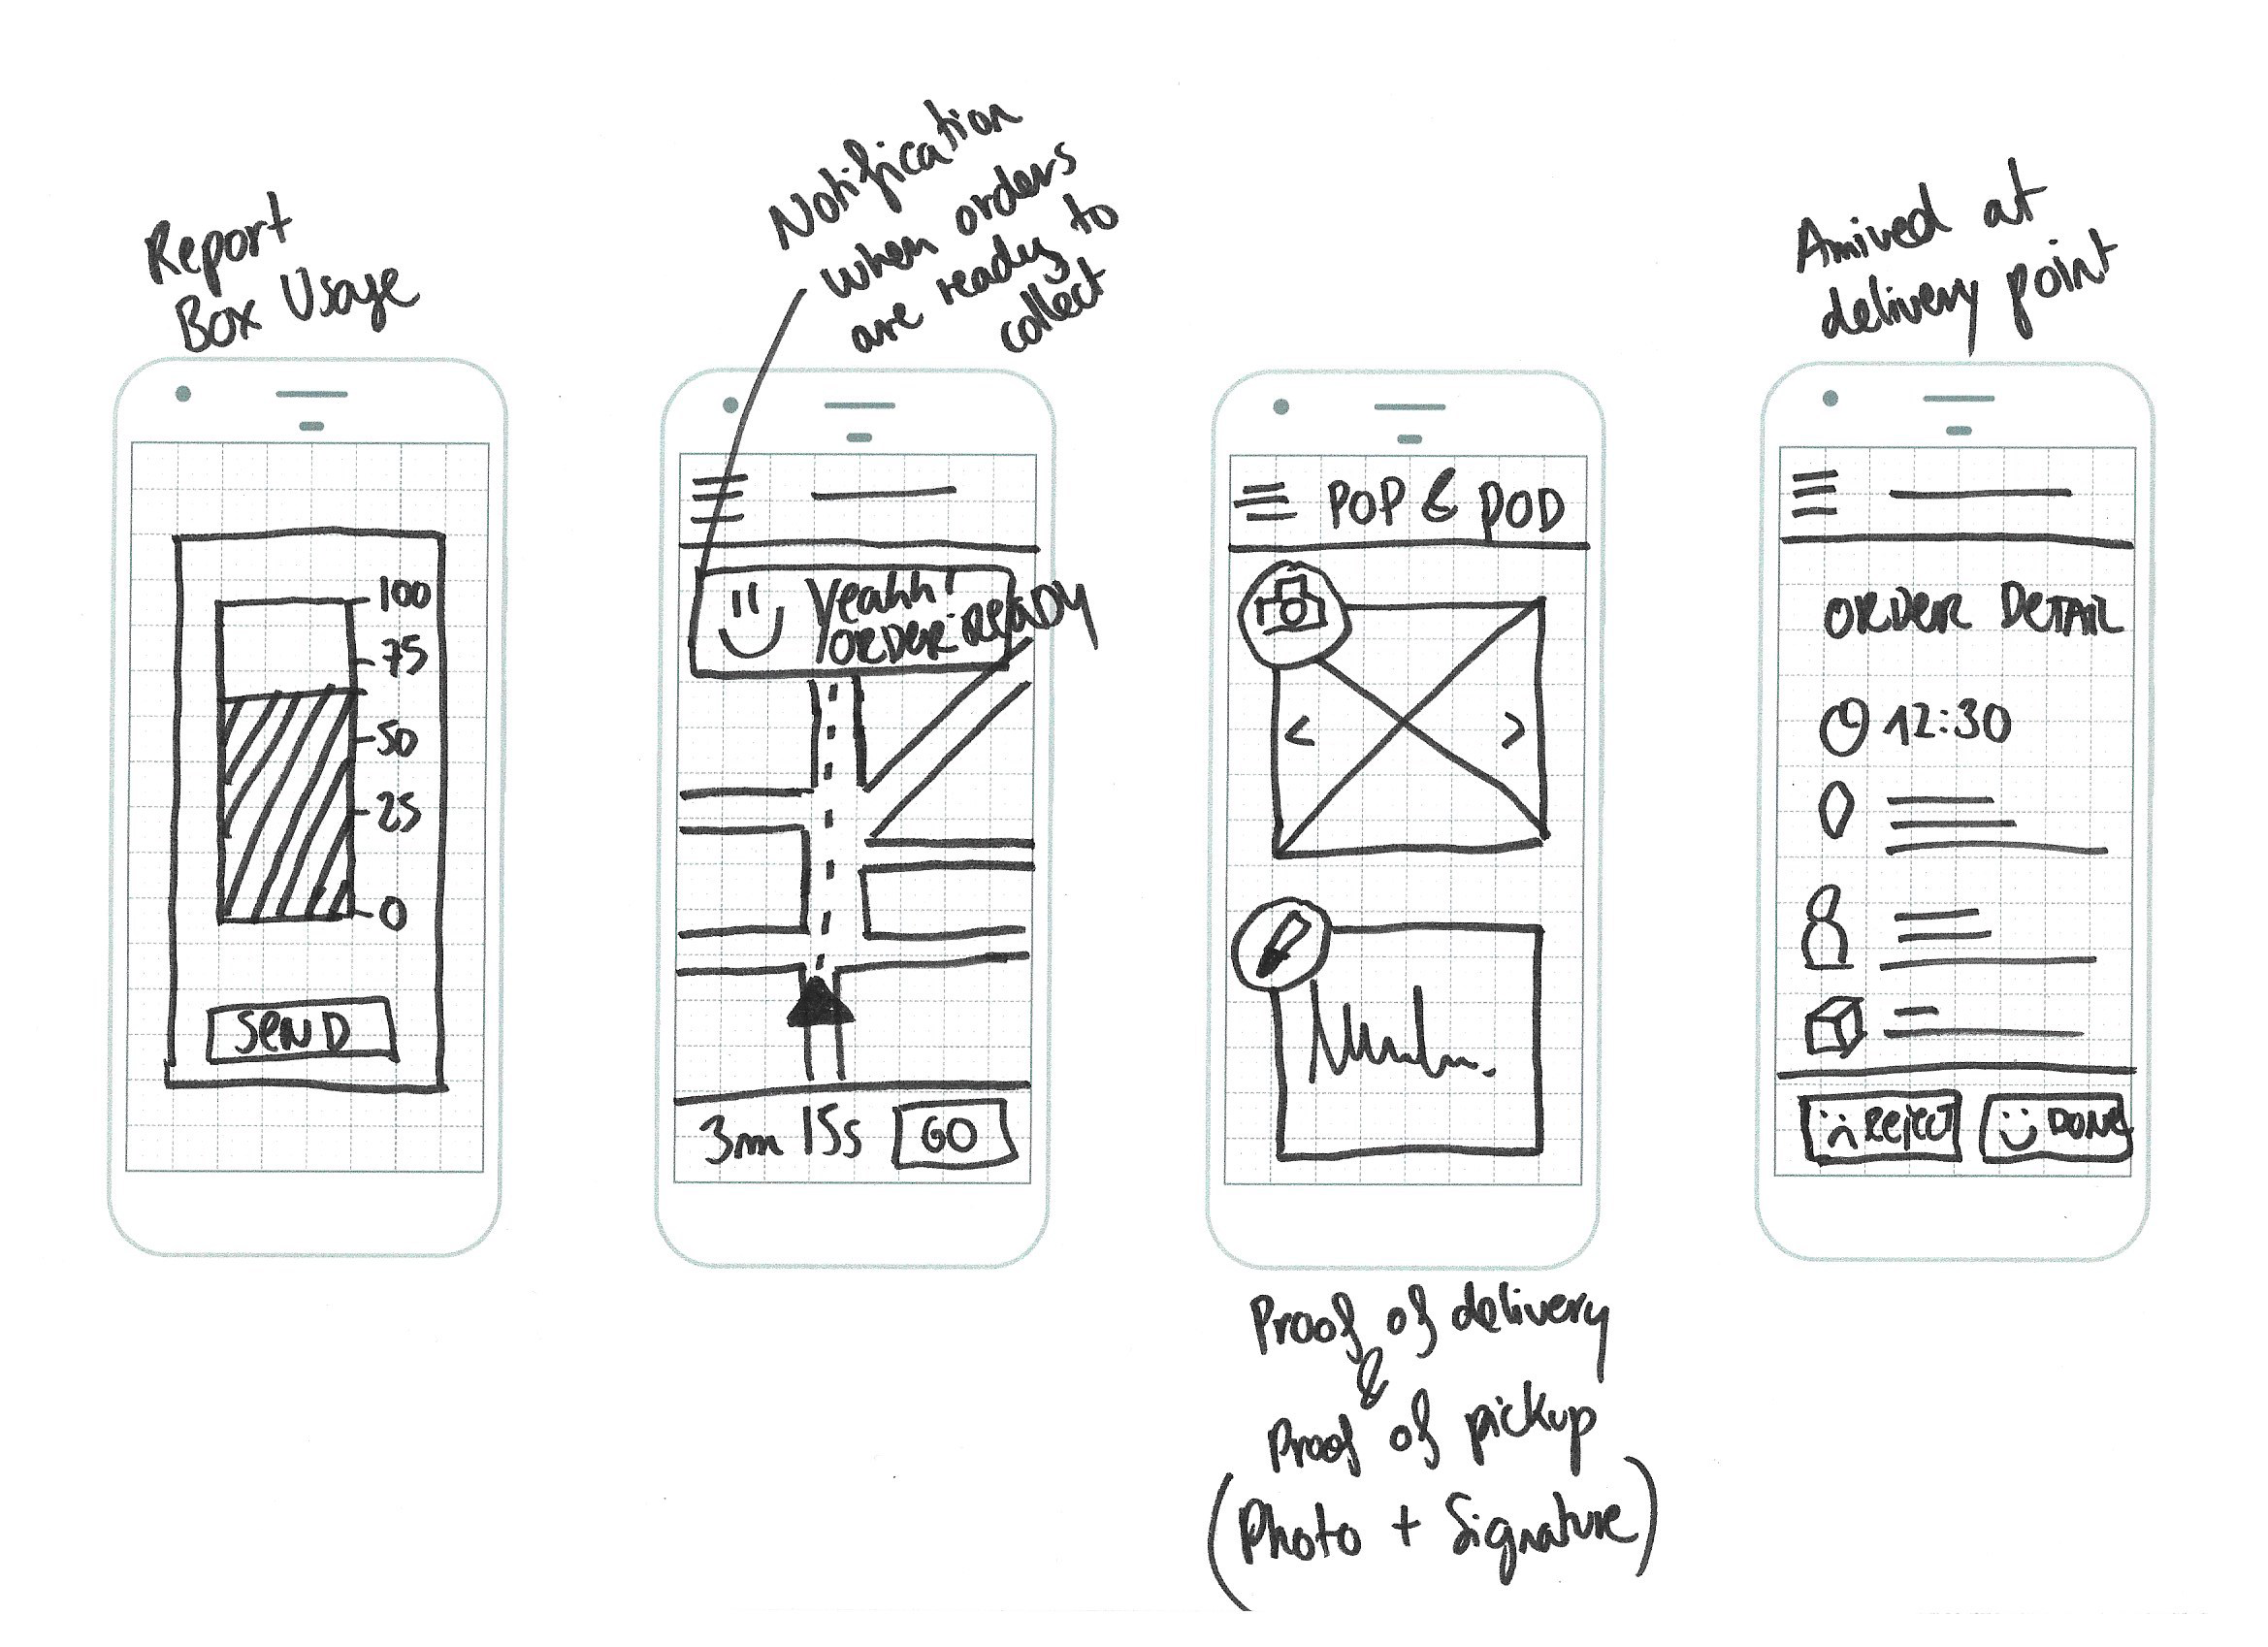 Report
Box Usage
100
75
50
25
0
SEND
Notification
when orders
are ready to
collect
Yeahh!
ORDER READY
3mn 15s
GO
POP & POD
<
>
Proof of delivery
&
Proof of pickup
(Photo + Signature)
Arrived at
delivery point
ORDER DETAIL
12:30
REJECT
DONE